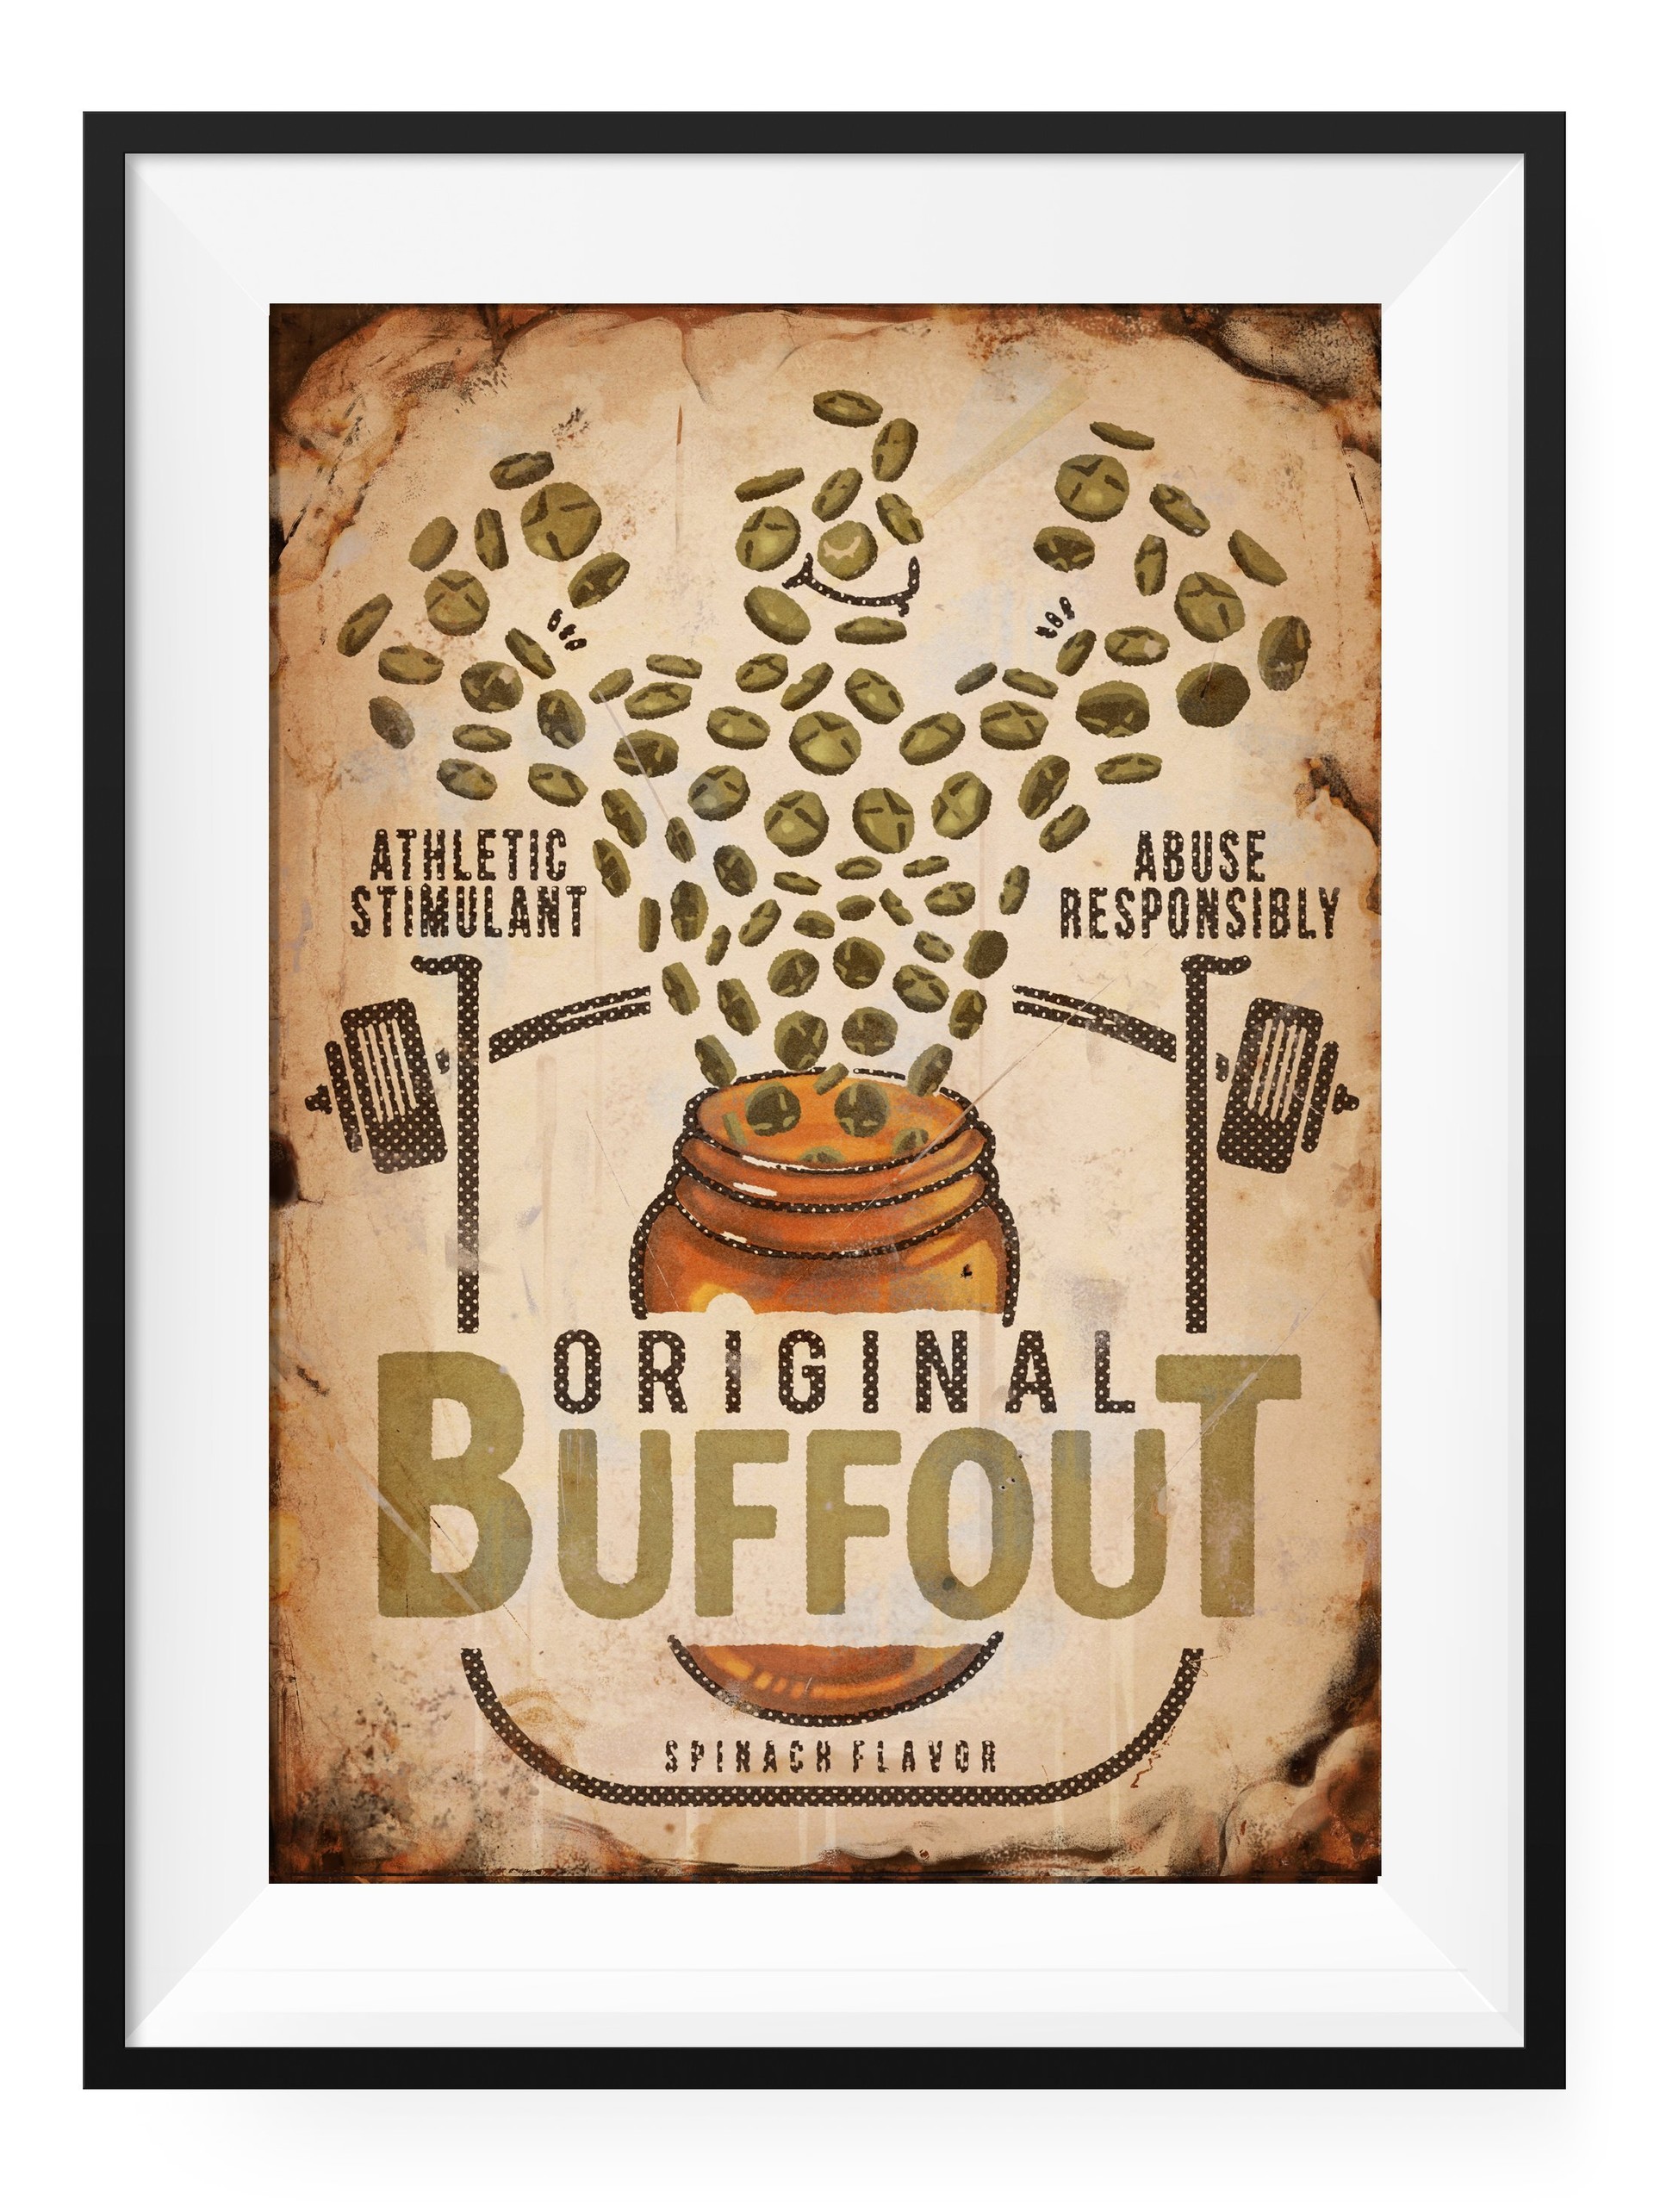 ATHLETIC
STIMULANT
ABUSE
RESPONSIBLY
ORIGINAL
BUFFOUT
SPINACH FLAVOR